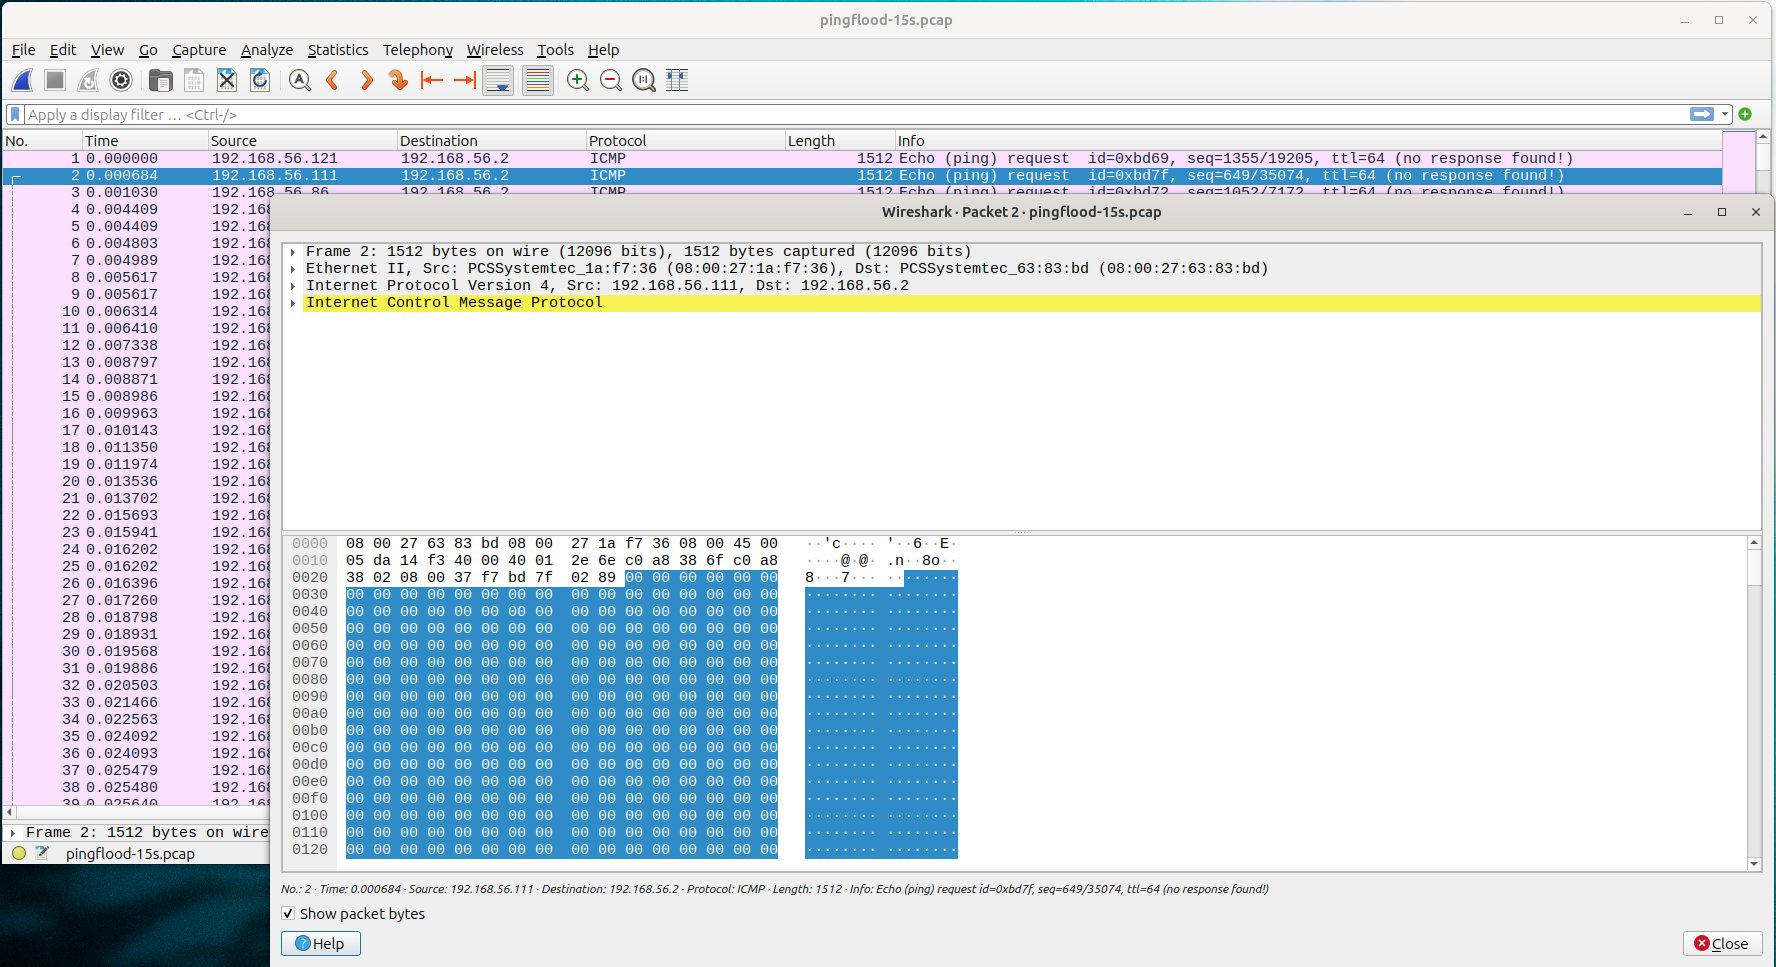 pingflood-15s.pcap
File Edit View Go Capture Analyze Statistics Telephony Wireless Tools Help
Apply a display filter … <Ctrl-/>
No. Time Source Destination Protocol Length Info
1 0.000000 192.168.56.121 192.168.56.2 ICMP 1512 Echo (ping) request id=0xbd69, seq=1355/19205, ttl=64 (no response found!)
2 0.000684 192.168.56.111 192.168.56.2 ICMP 1512 Echo (ping) request id=0xbd7f, seq=649/35074, ttl=64 (no response found!)
3 0.001030 192.168.56.86 192.168.56.2 ICMP 1512 Echo (ping) request id=0xbd72, seq=1052/7172, ttl=64 (no response found!)
4 0.004409 192.168
5 0.004409 192.168
6 0.004803 192.168
7 0.004989 192.168
8 0.005617 192.168
9 0.005617 192.168
10 0.006314 192.168
11 0.006410 192.168
12 0.007338 192.168
13 0.008797 192.168
14 0.008871 192.168
15 0.008986 192.168
16 0.009963 192.168
17 0.010143 192.168
18 0.011350 192.168
19 0.011974 192.168
20 0.013536 192.168
21 0.013702 192.168
22 0.015693 192.168
23 0.015941 192.168
24 0.016202 192.168
25 0.016202 192.168
26 0.016396 192.168
27 0.017260 192.168
28 0.018798 192.168
29 0.018931 192.168
30 0.019568 192.168
31 0.019886 192.168
32 0.020503 192.168
33 0.021466 192.168
34 0.022563 192.168
35 0.024092 192.168
36 0.024093 192.168
37 0.025479 192.168
38 0.025480 192.168
39 0.025640 192.168
Frame 2: 1512 bytes on wire
pingflood-15s.pcap
Wireshark · Packet 2 · pingflood-15s.pcap
Frame 2: 1512 bytes on wire (12096 bits), 1512 bytes captured (12096 bits)
Ethernet II, Src: PCSSystemtec_1a:f7:36 (08:00:27:1a:f7:36), Dst: PCSSystemtec_63:83:bd (08:00:27:63:83:bd)
Internet Protocol Version 4, Src: 192.168.56.111, Dst: 192.168.56.2
Internet Control Message Protocol
0000 08 00 27 63 83 bd 08 00 27 1a f7 36 08 00 45 00 ··'c···· '··6··E·
0010 05 da 14 f3 40 00 40 01 2e 6e c0 a8 38 6f c0 a8 ····@·@· .n··8o··
0020 38 02 08 00 37 f7 bd 7f 02 89 00 00 00 00 00 00 8···7··· ········
0030 00 00 00 00 00 00 00 00 00 00 00 00 00 00 00 00 ········ ········
0040 00 00 00 00 00 00 00 00 00 00 00 00 00 00 00 00 ········ ········
0050 00 00 00 00 00 00 00 00 00 00 00 00 00 00 00 00 ········ ········
0060 00 00 00 00 00 00 00 00 00 00 00 00 00 00 00 00 ········ ········
0070 00 00 00 00 00 00 00 00 00 00 00 00 00 00 00 00 ········ ········
0080 00 00 00 00 00 00 00 00 00 00 00 00 00 00 00 00 ········ ········
0090 00 00 00 00 00 00 00 00 00 00 00 00 00 00 00 00 ········ ········
00a0 00 00 00 00 00 00 00 00 00 00 00 00 00 00 00 00 ········ ········
00b0 00 00 00 00 00 00 00 00 00 00 00 00 00 00 00 00 ········ ········
00c0 00 00 00 00 00 00 00 00 00 00 00 00 00 00 00 00 ········ ········
00d0 00 00 00 00 00 00 00 00 00 00 00 00 00 00 00 00 ········ ········
00e0 00 00 00 00 00 00 00 00 00 00 00 00 00 00 00 00 ········ ········
00f0 00 00 00 00 00 00 00 00 00 00 00 00 00 00 00 00 ········ ········
0100 00 00 00 00 00 00 00 00 00 00 00 00 00 00 00 00 ········ ········
0110 00 00 00 00 00 00 00 00 00 00 00 00 00 00 00 00 ········ ········
0120 00 00 00 00 00 00 00 00 00 00 00 00 00 00 00 00 ········ ········
No.: 2 · Time: 0.000684 · Source: 192.168.56.111 · Destination: 192.168.56.2 · Protocol: ICMP · Length: 1512 · Info: Echo (ping) request id=0xbd7f, seq=649/35074, ttl=64 (no response found!)
Show packet bytes
Help
Close